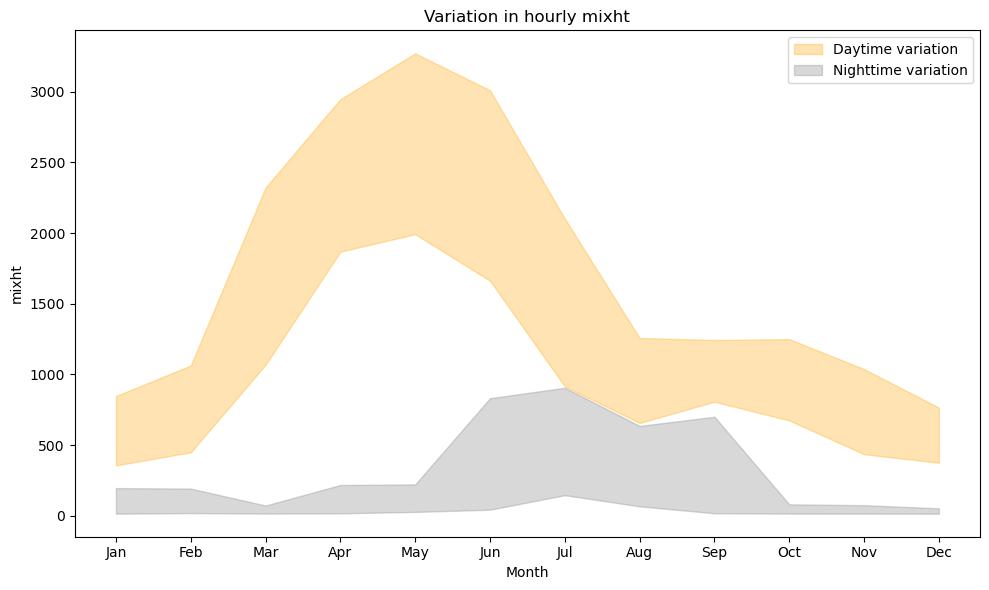 Variation in hourly mixht
Daytime variation
Nighttime variation
3000
2500
2000
1500
1000
500
0
mixht
Jan Feb Mar Apr May Jun Jul Aug Sep Oct Nov Dec
Month